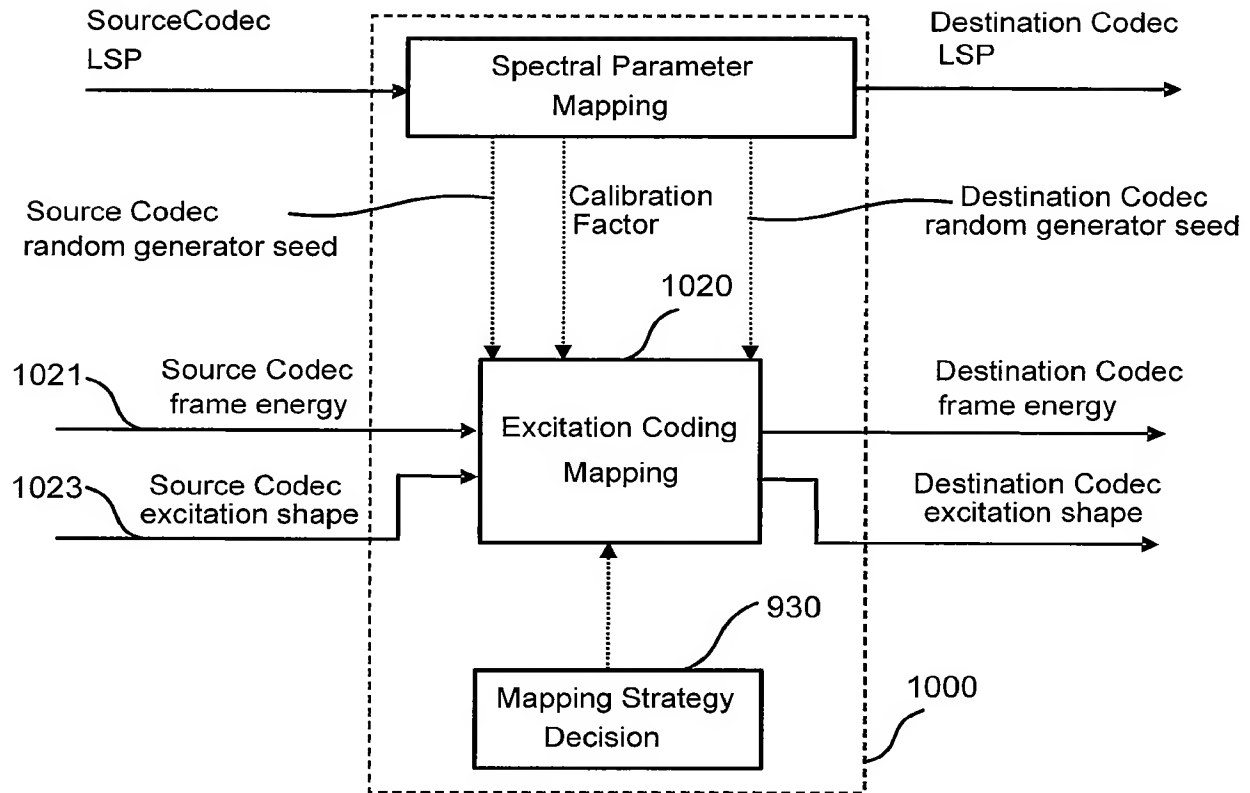 SourceCodec
LSP
Spectral Parameter
Mapping
Destination Codec
LSP
Source Codec
random generator seed
Calibration
Factor
Destination Codec
random generator seed
1020
1021
Source Codec
frame energy
Excitation Coding
Mapping
Destination Codec
frame energy
1023
Source Codec
excitation shape
Destination Codec
excitation shape
930
Mapping Strategy
Decision
1000